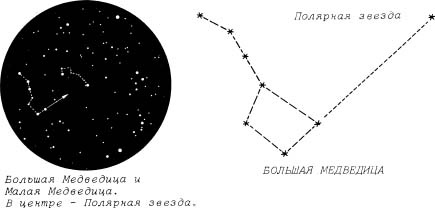 Полярная звезда
БОЛЬШАЯ МЕДВЕДИЦА
Большая Медведица и
Малая Медведица.
В центре - Полярная звезда.